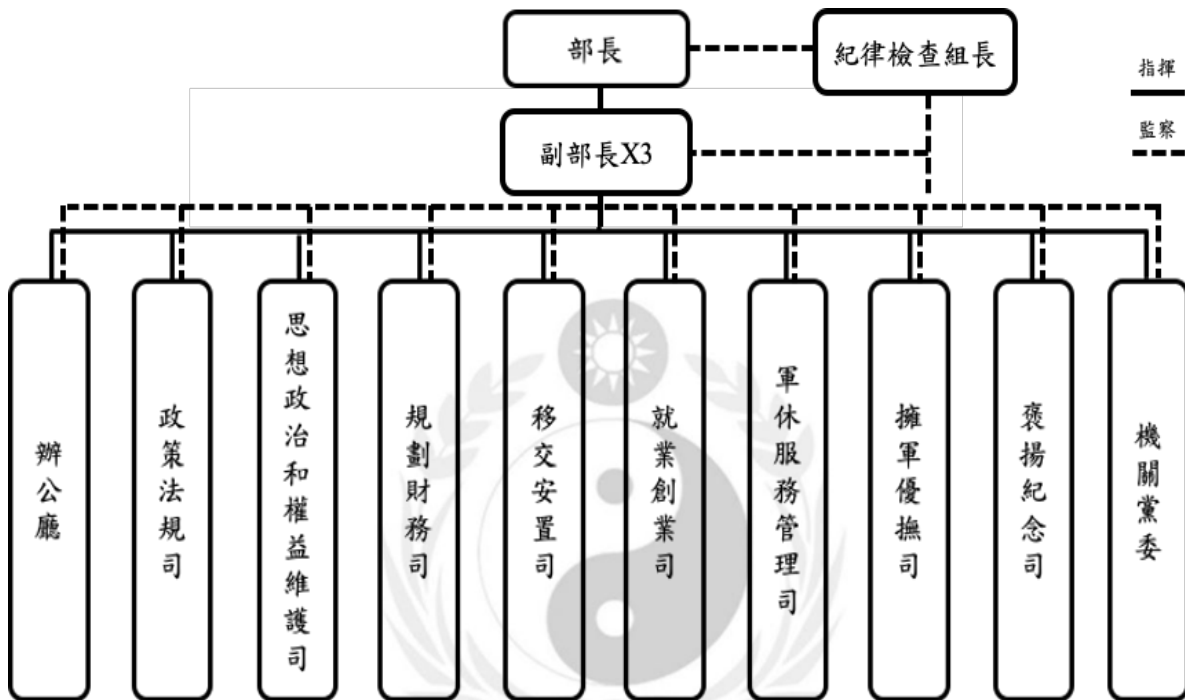 部長
紀律檢查組長
指揮
監察
副部長X3
辦公廳
政策法規司
思想政治和權益維護司
規劃財務司
移交安置司
就業創業司
軍休服務管理司
擁軍優撫司
褒揚紀念司
機關黨委